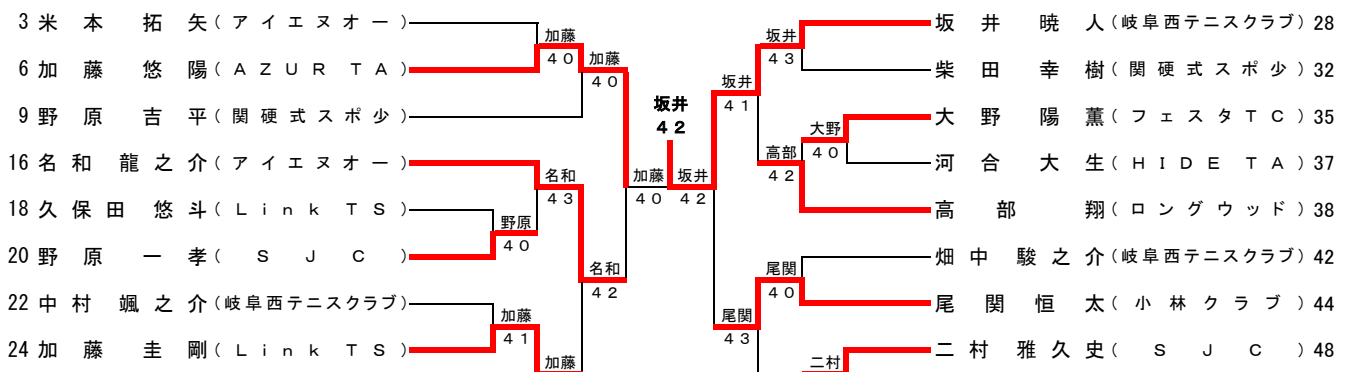 3 米本 拓矢 (アイエヌオー)
6 加藤 悠陽 (AZUR TA)
9 野原 吉平 (関硬式スポ少)
16 名和 龍之介 (アイエヌオー)
18 久保田 悠斗 (Link TS)
20 野原 一孝 (SJC)
22 中村 颯之介 (岐阜西テニスクラブ)
24 加藤 圭剛 (Link TS)
加藤
40
加藤
40
名和
43
野原
40
名和
42
加藤
41
加藤
加藤
40
坂井
42
坂井
42
坂井
43
坂井
41
大野
40
高部
42
尾関
40
尾関
43
二村
坂井 暁人 (岐阜西テニスクラブ) 28
柴田 幸樹 (関硬式スポ少) 32
大野 陽薫 (フェスタTC) 35
河合 大生 (HIDE TA) 37
高部 翔 (ロングウッド) 38
畑中 駿之介 (岐阜西テニスクラブ) 42
尾関 恒太 (小林クラブ) 44
二村 雅久史 (SJC) 48